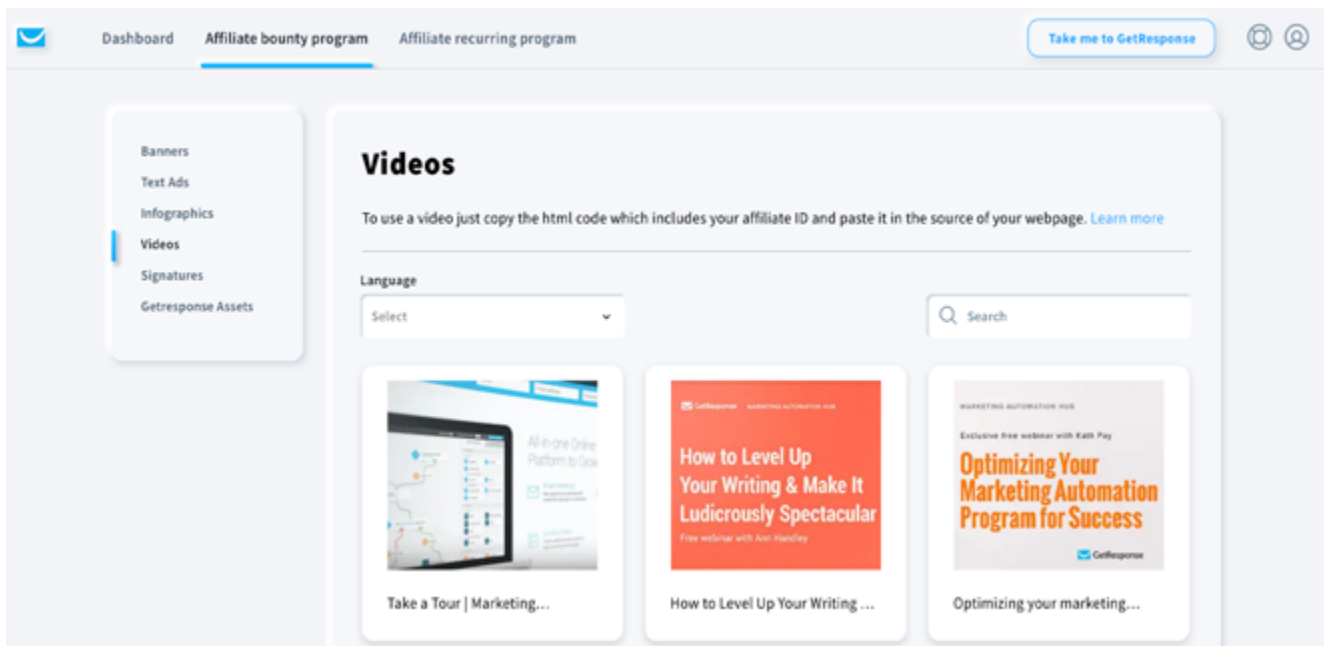 Dashboard
Affiliate bounty program
Affiliate recurring program
Take me to GetResponse
Banners
Text Ads
Infographics
Videos
Signatures
Getresponse Assets
Videos
To use a video just copy the html code which includes your affiliate ID and paste it in the source of your webpage. Learn more
Language
Select
Search
All-in-one Online
Platform to Grow
Take a Tour | Marketing...
GetResponse MARKETING AUTOMATION HUB
How to Level Up
Your Writing & Make It
Ludicrously Spectacular
Free webinar with Ann Handley
How to Level Up Your Writing ...
MARKETING AUTOMATION HUB
Exclusive free webinar with Kath Pay
Optimizing Your
Marketing Automation
Program for Success
GetResponse
Optimizing your marketing...